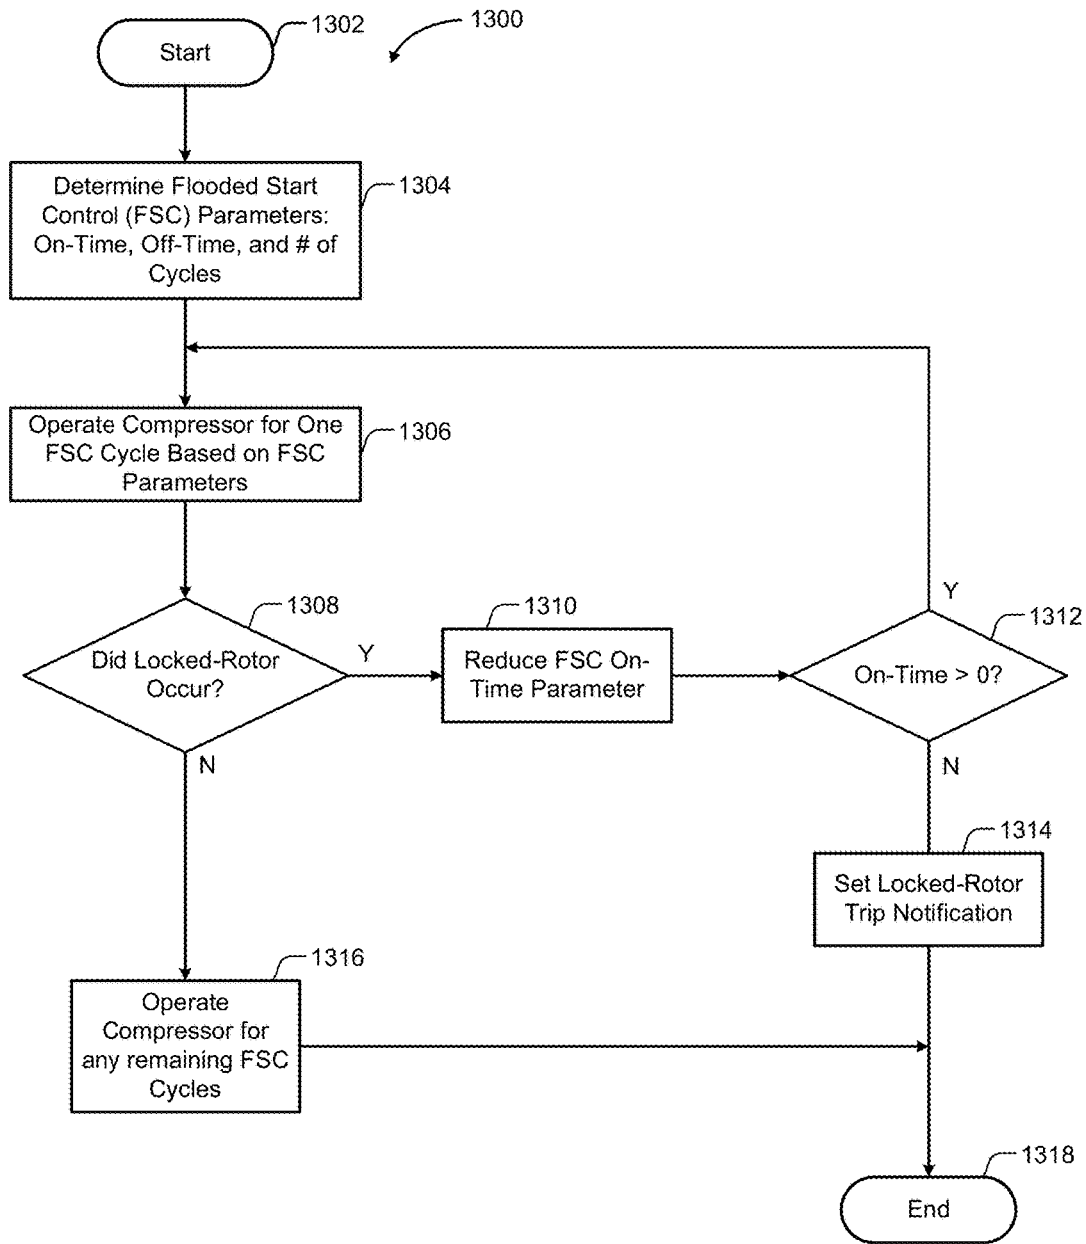 1302
1300
Start
1304
Determine Flooded Start
Control (FSC) Parameters:
On-Time, Off-Time, and # of
Cycles
1306
Operate Compressor for One
FSC Cycle Based on FSC
Parameters
1308
Did Locked-Rotor
Occur?
Y
N
1310
Reduce FSC On-
Time Parameter
Y
1312
On-Time > 0?
N
1314
Set Locked-Rotor
Trip Notification
1316
Operate
Compressor for
any remaining FSC
Cycles
1318
End